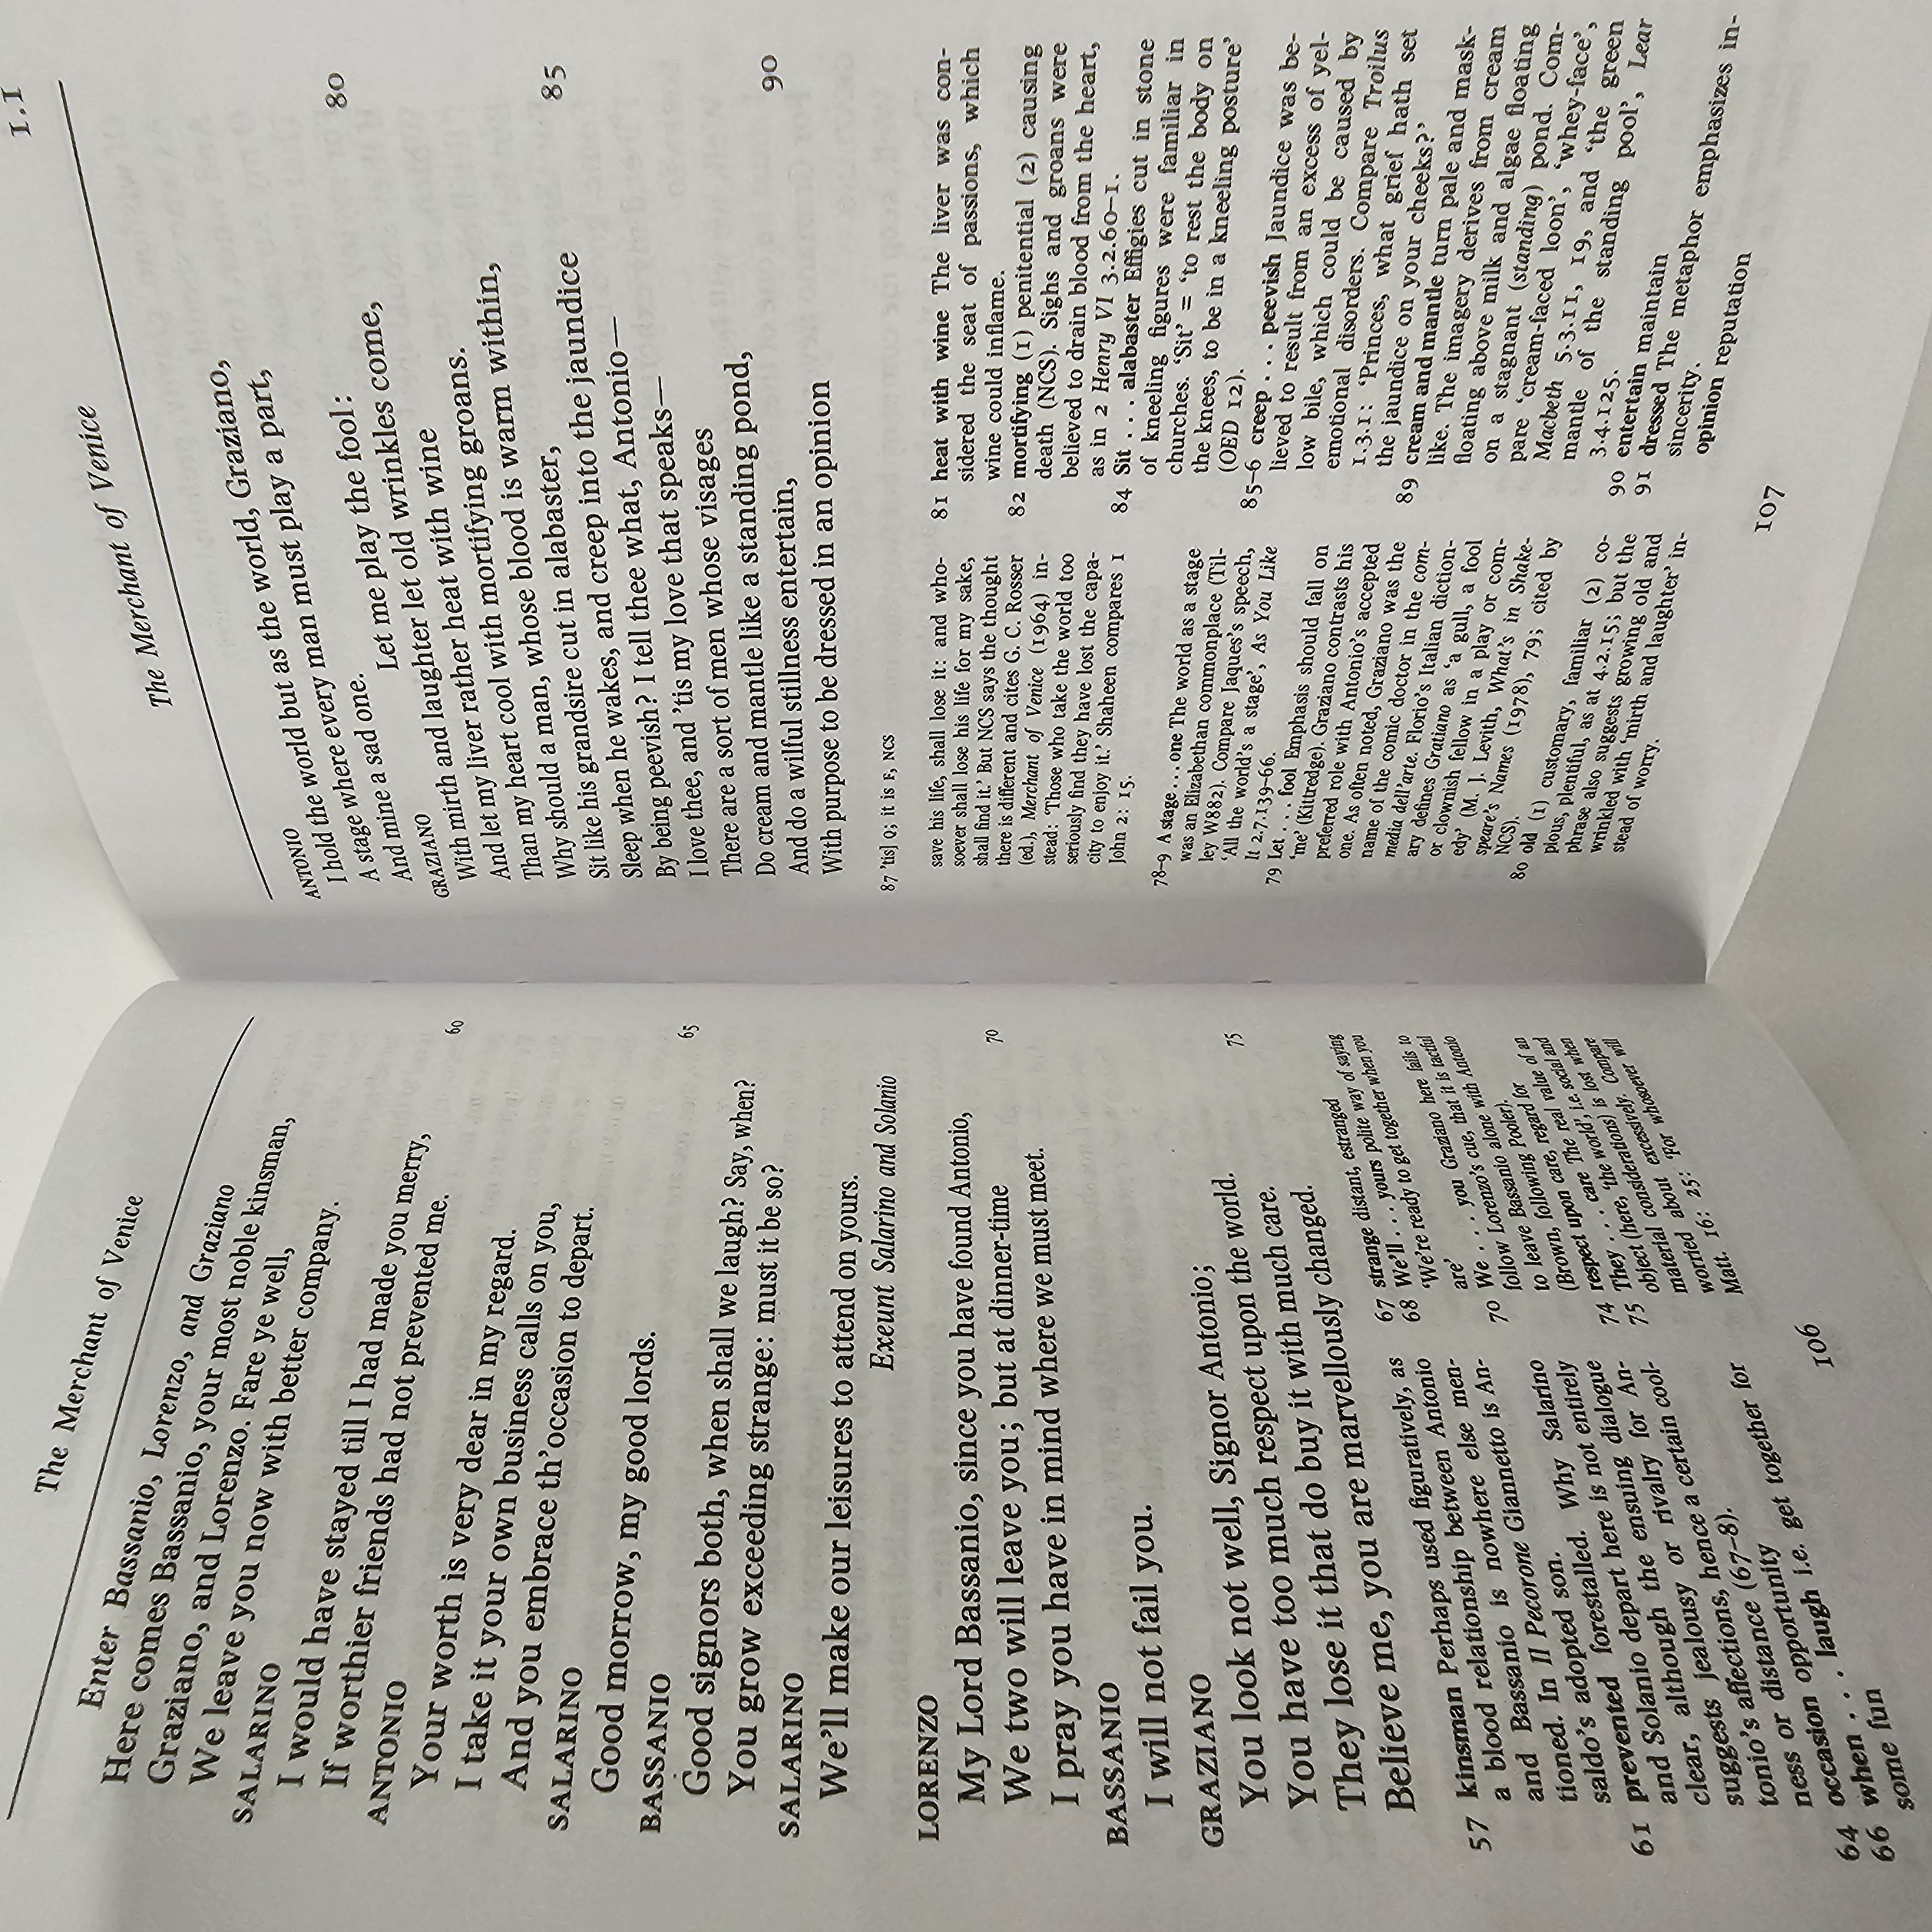 The Merchant of Venice
Enter Bassanio, Lorenzo, and Graziano
Here comes Bassanio, your most noble kinsman,
Graziano, and Lorenzo. Fare ye well,
We leave you now with better company.
SALARINO
I would have stayed till I had made you merry,
If worthier friends had not prevented me.
60
ANTONIO
Your worth is very dear in my regard.
I take it your own business calls on you,
And you embrace th'occasion to depart.
SALARINO
Good morrow, my good lords.
65
BASSANIO
Good signors both, when shall we laugh? Say, when?
You grow exceeding strange: must it be so?
SALARINO
We'll make our leisures to attend on yours.
Exeunt Salarino and Solanio
LORENZO
My Lord Bassanio, since you have found Antonio,
We two will leave you; but at dinner-time
70
I pray you have in mind where we must meet.
BASSANIO
I will not fail you.
GRAZIANO
You look not well, Signor Antonio;
You have too much respect upon the world.
75
They lose it that do buy it with much care.
Believe me, you are marvellously changed.
57 kinsman Perhaps used figuratively, as
a blood relationship between Antonio
and Bassanio is nowhere else men-
tioned. In Il Pecorone Giannetto is An-
saldo's adopted son.
61 prevented forestalled. Why Salarino
and Solanio depart here is not entirely
clear, although the ensuing dialogue
suggests jealousy or rivalry for An-
tonio's affections, hence a certain cool-
ness or distance (67–8).
64 occasion opportunity
66 when . . . laugh i.e. get together for
some fun
67 strange distant, estranged
68 We'll . . . yours polite way of saying
'We're ready to get together when you
are'
70 We . . . you Graziano here fails to
follow Lorenzo's cue, that it is tactful
to leave Bassanio alone with Antonio
(Brown, following Pooler).
74 respect upon care, regard for
75 They . . . care The real value of an
object (here, 'the world', i.e. social and
material considerations) is lost when
worried about excessively. Compare
Matt. 16: 25: 'For whosoever will
106
1.1
The Merchant of Venice
ANTONIO
I hold the world but as the world, Graziano,
A stage where every man must play a part,
And mine a sad one.
GRAZIANO
Let me play the fool:
80
With mirth and laughter let old wrinkles come,
And let my liver rather heat with wine
Than my heart cool with mortifying groans.
Why should a man, whose blood is warm within,
Sit like his grandsire cut in alabaster,
85
Sleep when he wakes, and creep into the jaundice
By being peevish? I tell thee what, Antonio—
I love thee, and 'tis my love that speaks—
There are a sort of men whose visages
Do cream and mantle like a standing pond,
90
And do a wilful stillness entertain,
With purpose to be dressed in an opinion
87 'tis] Q; it is F, NCS
save his life, shall lose it: and who-
soever shall lose his life for my sake,
shall find it.' But NCS says the thought
there is different and cites G. C. Rosser
(ed.), Merchant of Venice (1964) in-
stead: 'Those who take the world too
seriously find they have lost the capa-
city to enjoy it.' Shaheen compares 1
John 2: 15.
78–9 A stage . . . one The world as a stage
was an Elizabethan commonplace (Til-
ley W882). Compare Jaques's speech,
'All the world's a stage', As You Like
It 2.7.139–66.
79 Let . . . fool Emphasis should fall on
'me' (Kittredge). Graziano contrasts his
preferred role with Antonio's accepted
one. As often noted, Graziano was the
name of the comic doctor in the com-
media dell'arte. Florio's Italian diction-
ary defines Gratiano as 'a gull, a fool
or clownish fellow in a play or com-
edy' (M. J. Levith, What's in Shake-
speare's Names (1978), 79; cited by
NCS).
80 old (1) customary, familiar (2) co-
pious, plentiful, as at 4.2.15; but the
phrase also suggests growing old and
wrinkled with 'mirth and laughter' in-
stead of worry.
81 heat with wine The liver was con-
sidered the seat of passions, which
wine could inflame.
82 mortifying (1) penitential (2) causing
death (NCS). Sighs and groans were
believed to drain blood from the heart,
as in 2 Henry VI 3.2.60–1.
84 Sit . . . alabaster Effigies cut in stone
of kneeling figures were familiar in
churches. 'Sit' = 'to rest the body on
the knees, to be in a kneeling posture'
(OED 12).
85–6 creep . . . peevish Jaundice was be-
lieved to result from an excess of yel-
low bile, which could be caused by
emotional disorders. Compare Troilus
1.3.1: 'Princes, what grief hath set
the jaundice on your cheeks?'
89 cream and mantle turn pale and mask-
like. The imagery derives from cream
floating above milk and algae floating
on a stagnant (standing) pond. Com-
pare 'cream-faced loon', 'whey-face',
Macbeth 5.3.11, 19, and 'the green
mantle of the standing pool', Lear
3.4.125.
90 entertain maintain
91 dressed The metaphor emphasizes in-
sincerity.
opinion reputation
107